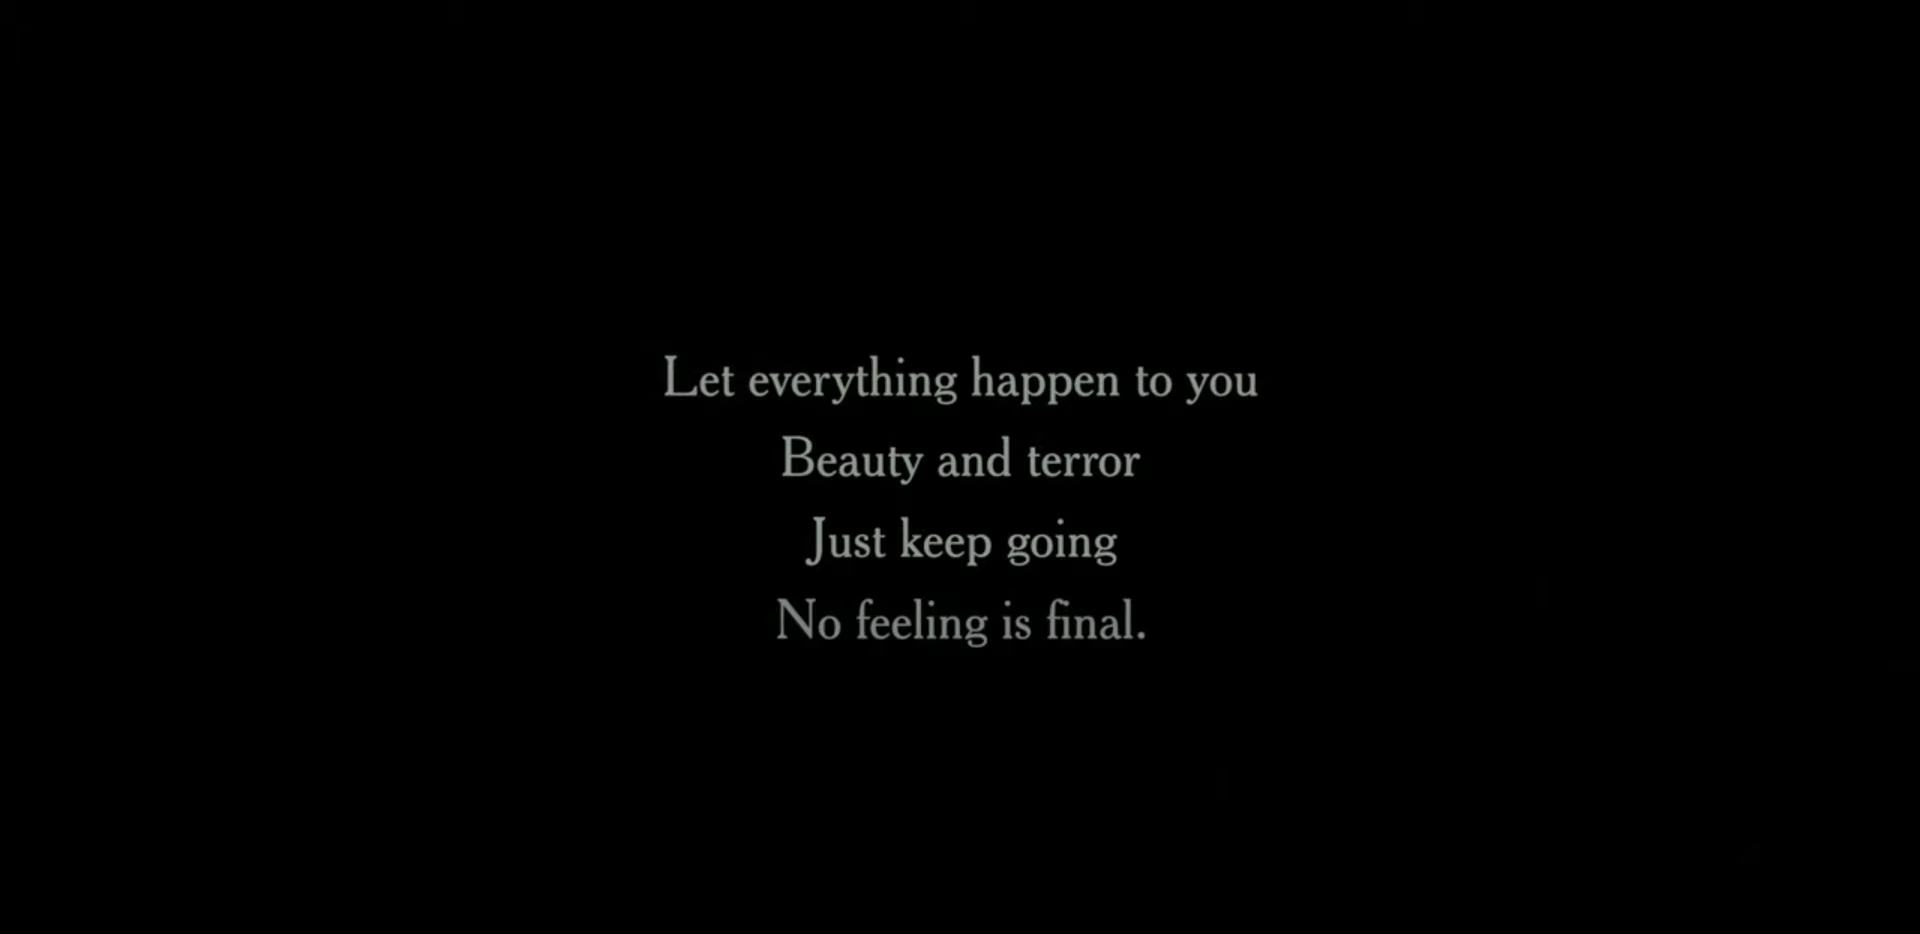 Let everything happen to you
Beauty and terror
Just keep going
No feeling is final.